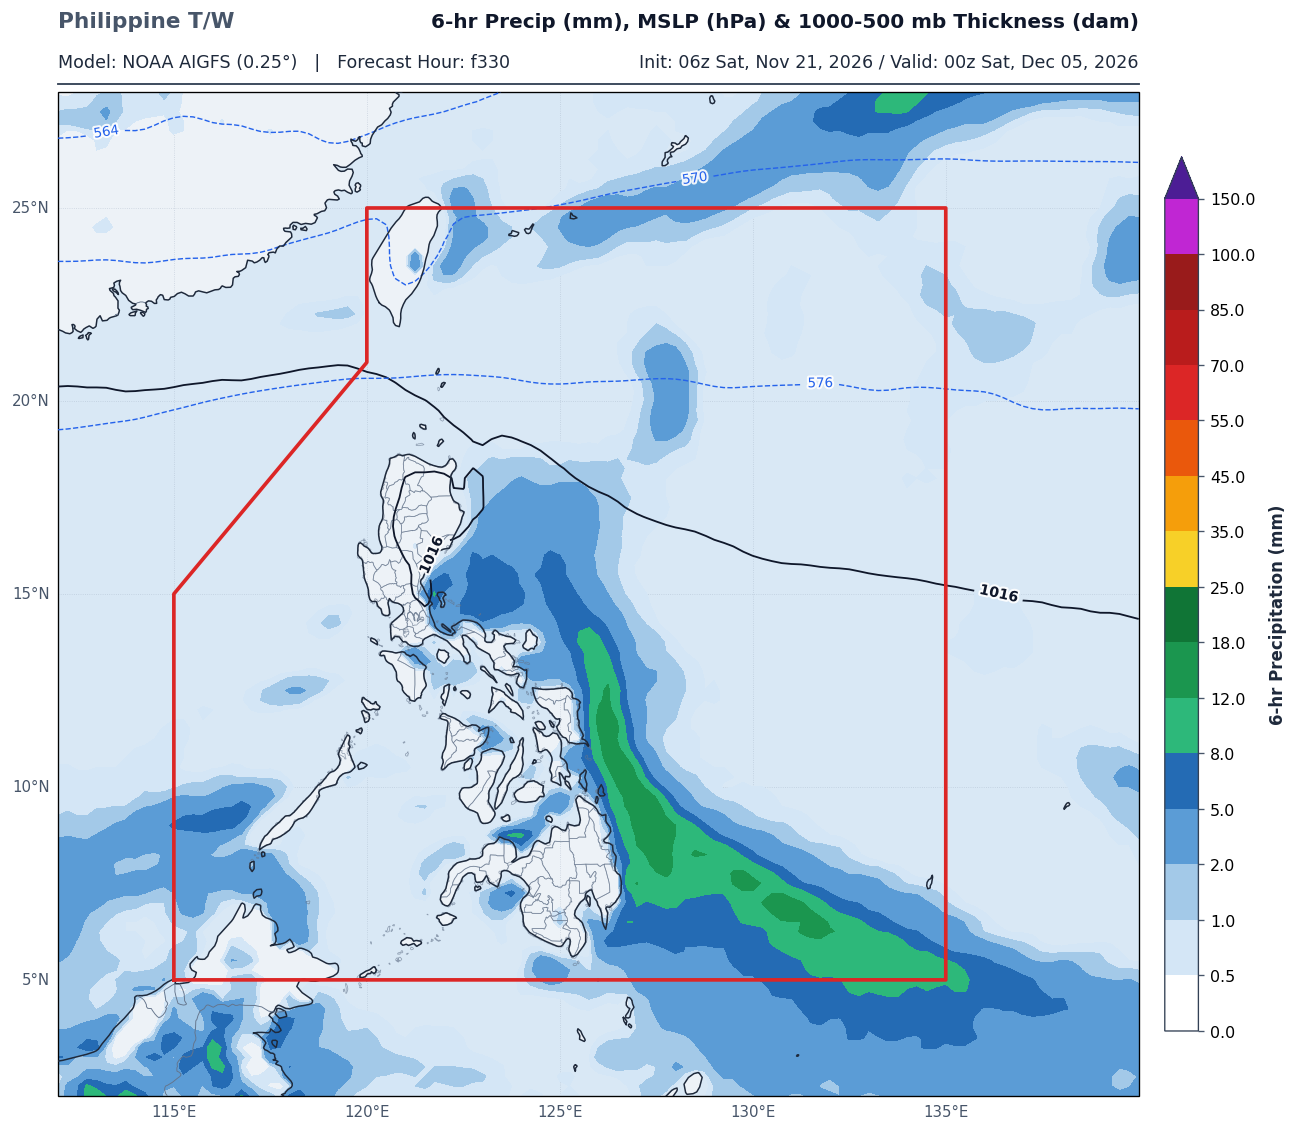 Philippine T/W
6-hr Precip (mm), MSLP (hPa) & 1000-500 mb Thickness (dam)
Model: NOAA AIGFS (0.25°) | Forecast Hour: f330
Init: 06z Sat, Nov 21, 2026 / Valid: 00z Sat, Dec 05, 2026
564
570
576
1016
1016
25°N
20°N
15°N
10°N
5°N
115°E
120°E
125°E
130°E
135°E
150.0
100.0
85.0
70.0
55.0
45.0
35.0
25.0
18.0
12.0
8.0
5.0
2.0
1.0
0.5
0.0
6-hr Precipitation (mm)